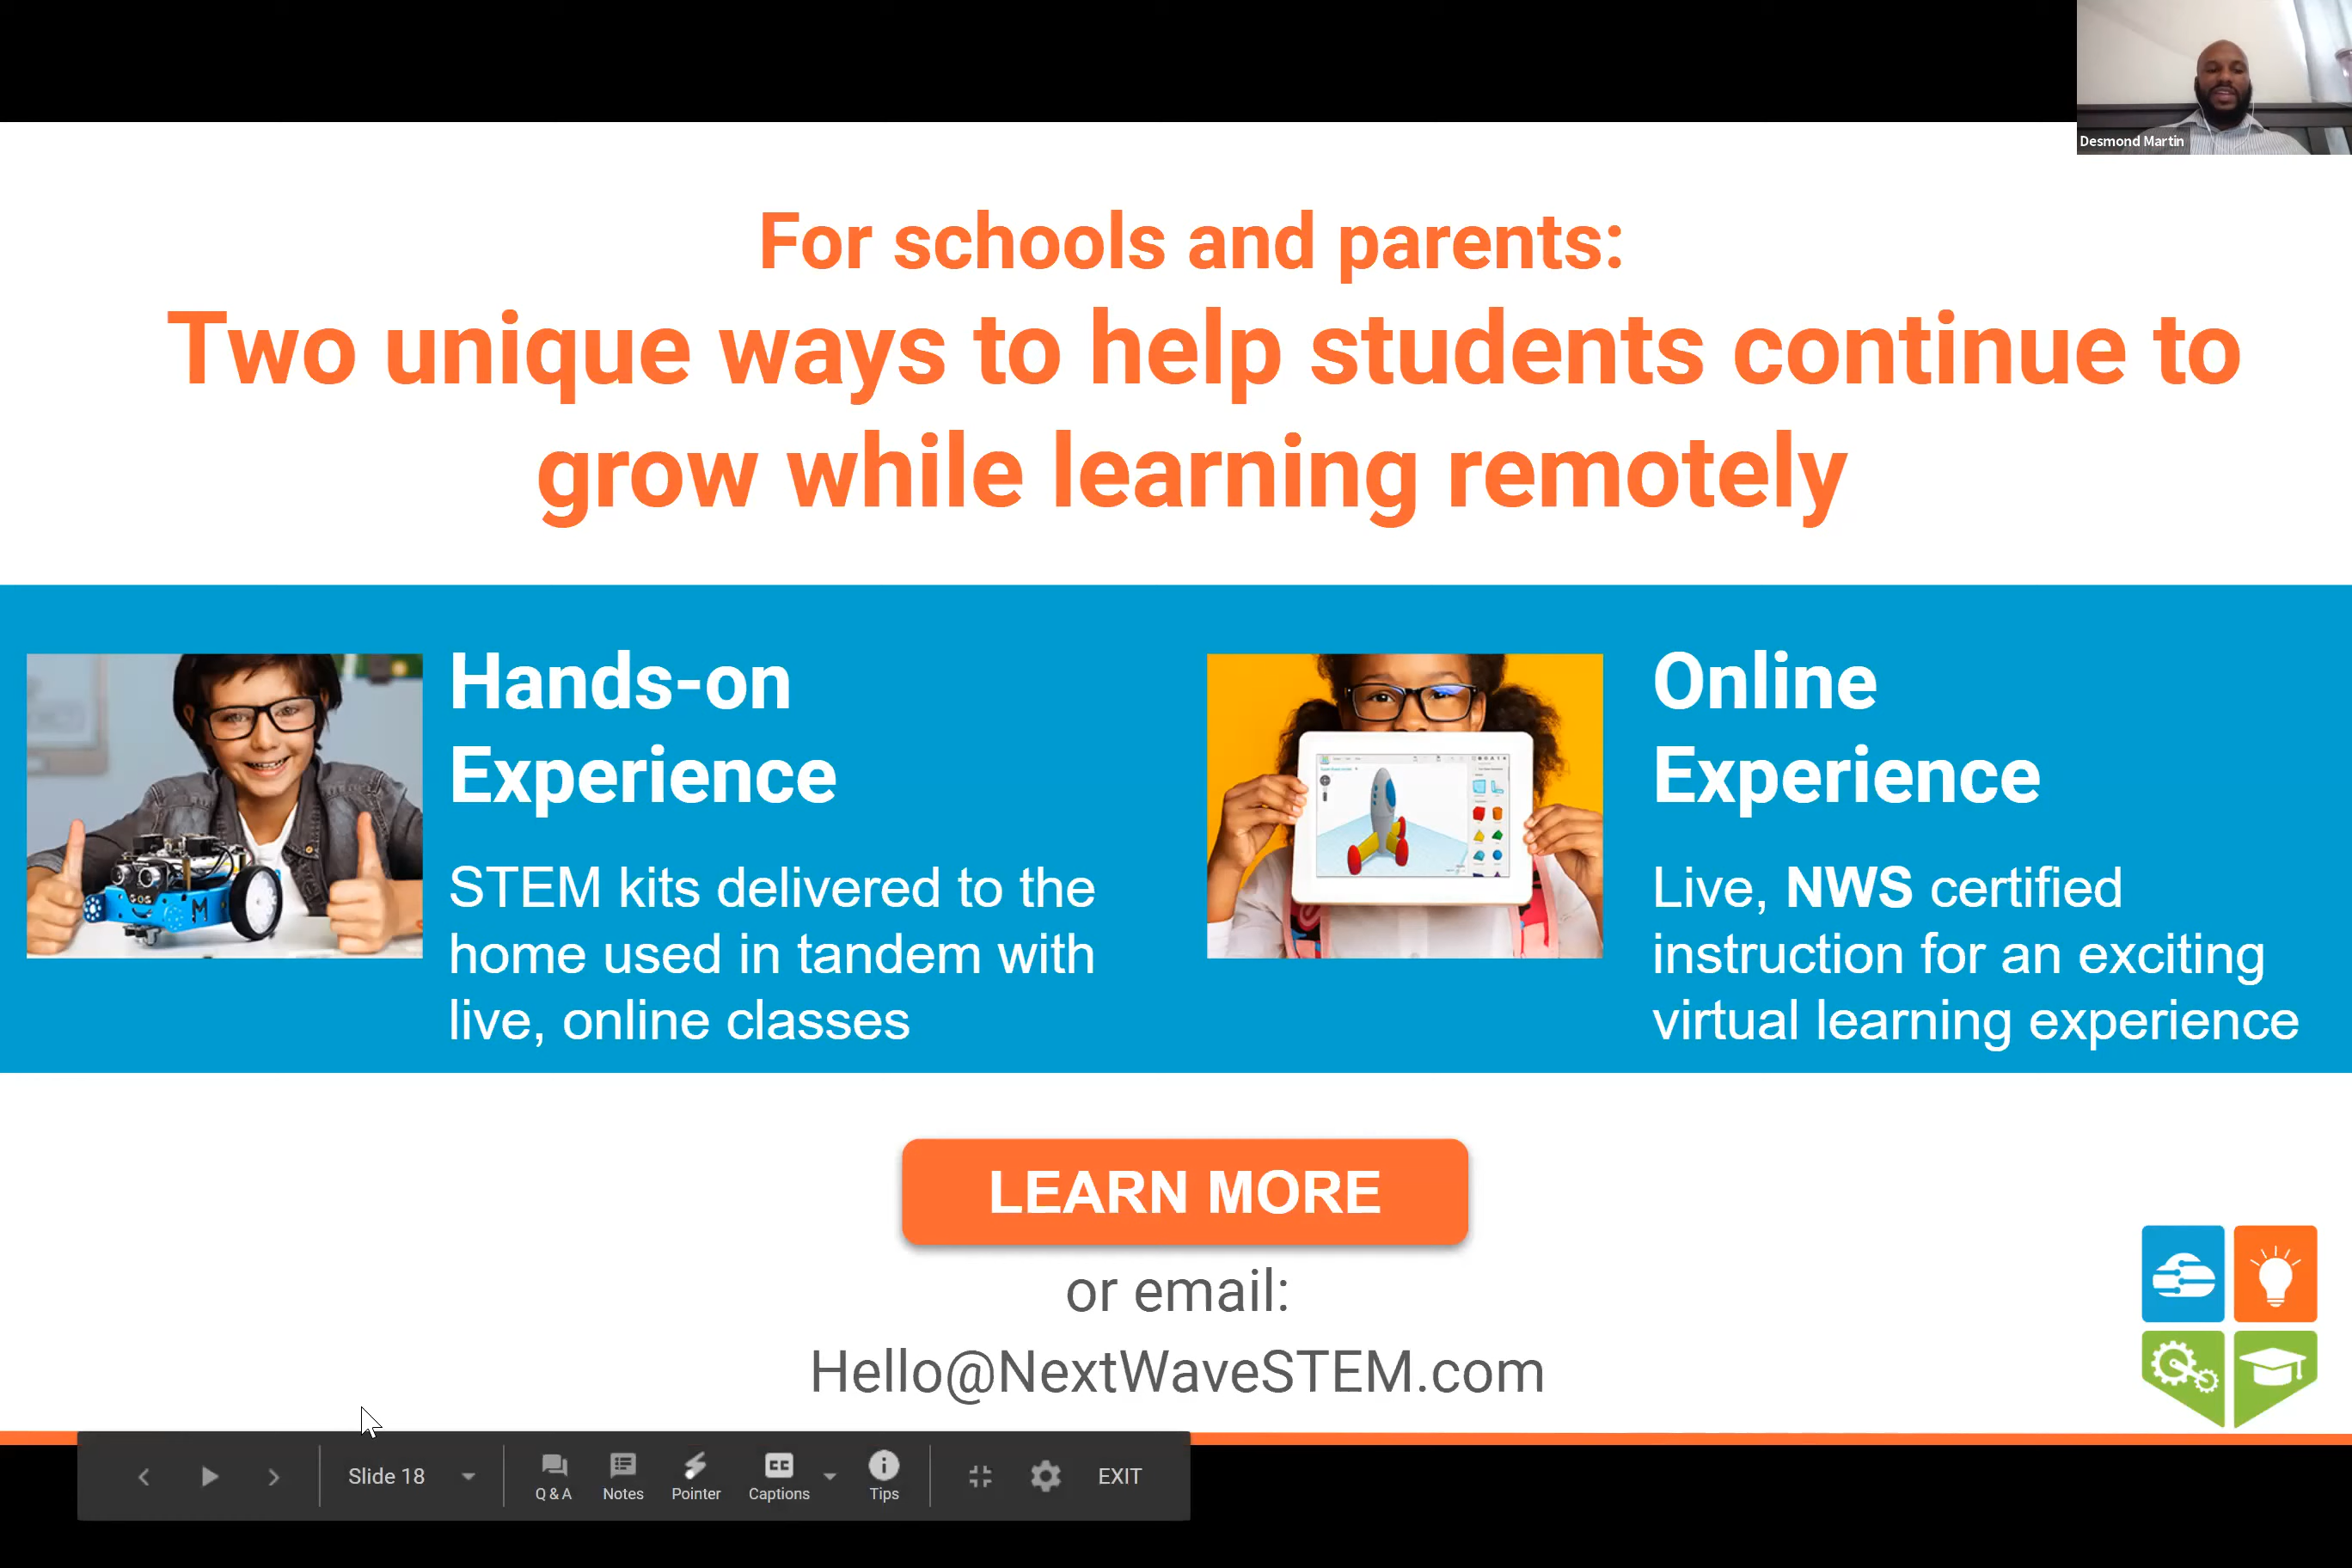 Desmond Martin
For schools and parents:
Two unique ways to help students continue to
grow while learning remotely
Hands-on
Experience
STEM kits delivered to the
home used in tandem with
live, online classes
Online
Experience
Live, NWS certified
instruction for an exciting
virtual learning experience
LEARN MORE
or email:
Hello@NextWaveSTEM.com
Slide 18
Q & A
Notes
Pointer
CC
Captions
Tips
EXIT